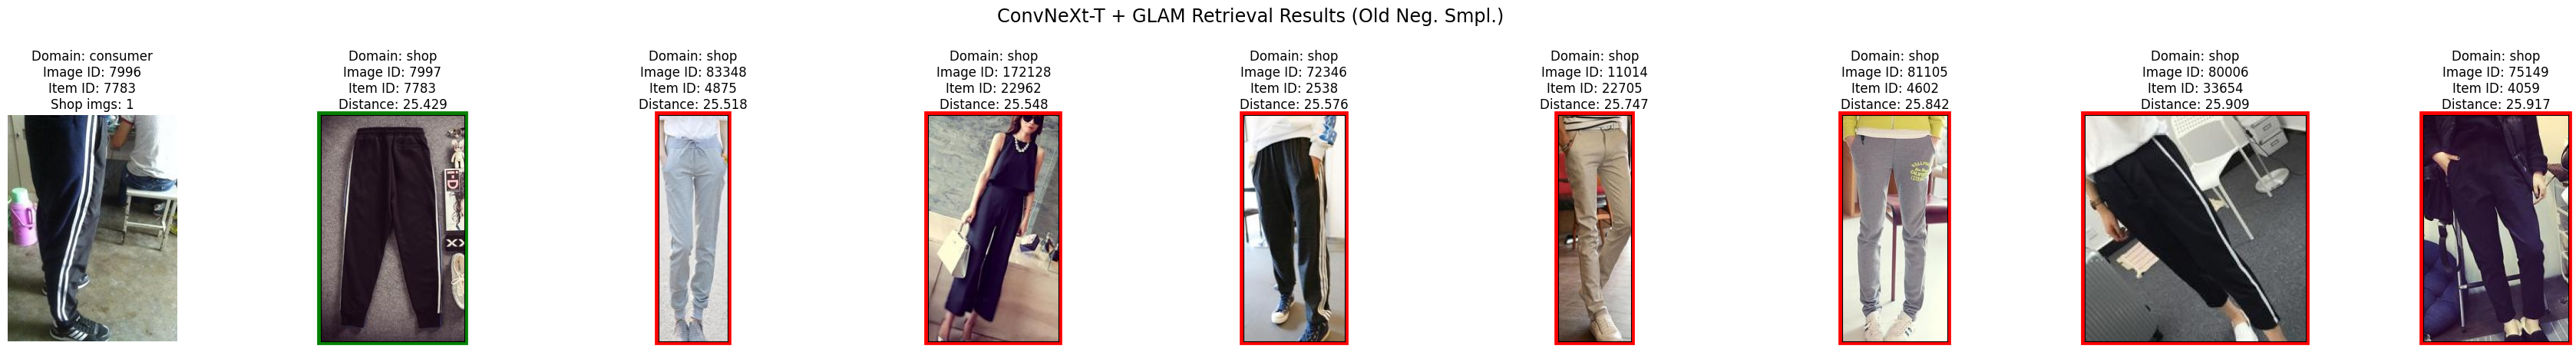 ConvNeXt-T + GLAM Retrieval Results (Old Neg. Smpl.)
Domain: consumer
Image ID: 7996
Item ID: 7783
Shop imgs: 1
Domain: shop
Image ID: 7997
Item ID: 7783
Distance: 25.429
Domain: shop
Image ID: 83348
Item ID: 4875
Distance: 25.518
Domain: shop
Image ID: 172128
Item ID: 22962
Distance: 25.548
Domain: shop
Image ID: 72346
Item ID: 2538
Distance: 25.576
Domain: shop
Image ID: 11014
Item ID: 22705
Distance: 25.747
Domain: shop
Image ID: 81105
Item ID: 4602
Distance: 25.842
Domain: shop
Image ID: 80006
Item ID: 33654
Distance: 25.909
Domain: shop
Image ID: 75149
Item ID: 4059
Distance: 25.917